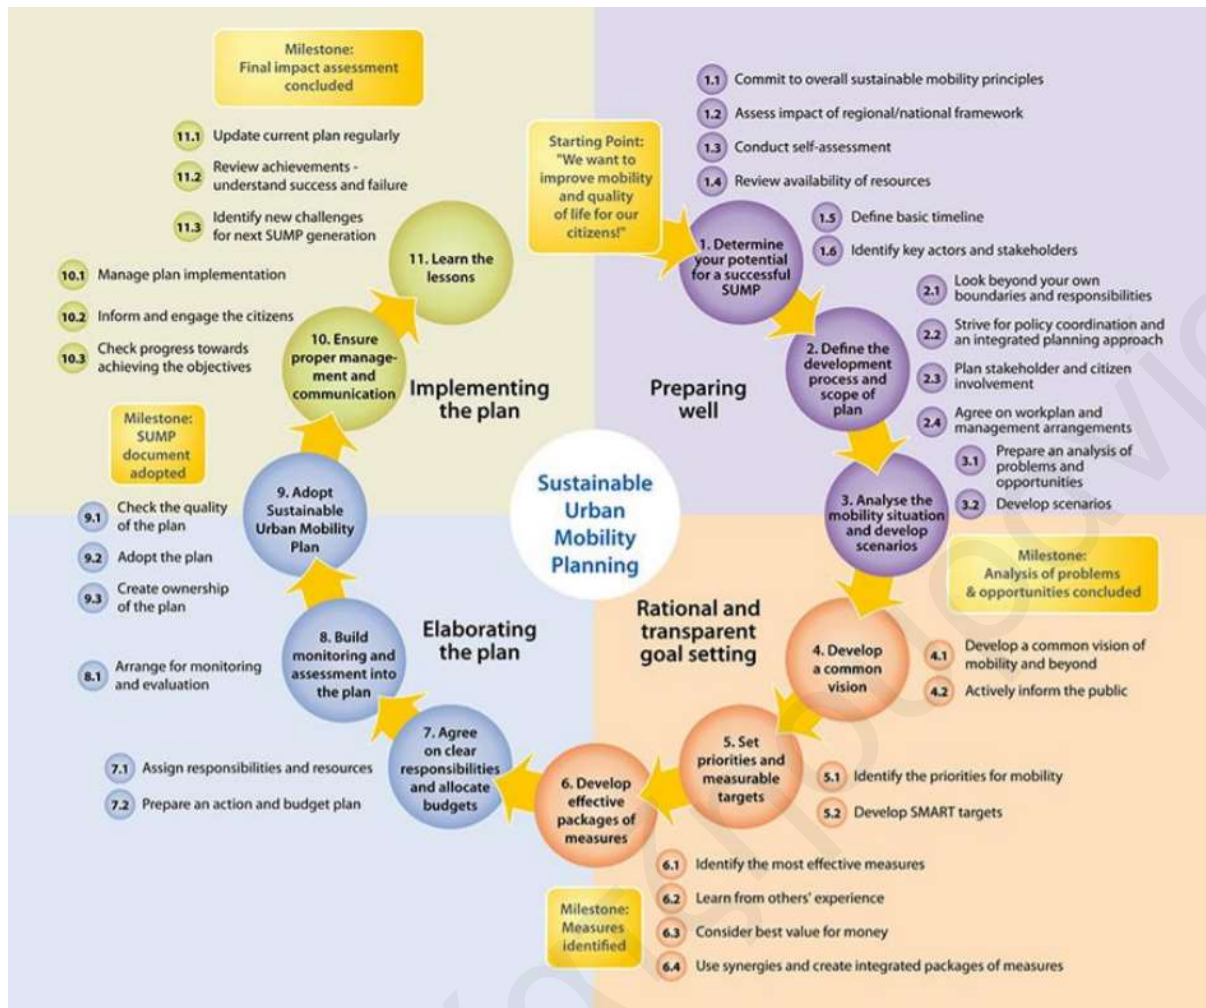 Milestone:
Final impact assessment
concluded
11.1 Update current plan regularly
11.2 Review achievements -
understand success and failure
11.3 Identify new challenges
for next SUMP generation
11. Learn the
lessons
10.1 Manage plan implementation
10.2 Inform and engage the citizens
10.3 Check progress towards
achieving the objectives
10. Ensure
proper manage-
ment and
communication
Implementing
the plan
Starting Point:
"We want to
improve mobility
and quality
of life for our
citizens!"
1.1 Commit to overall sustainable mobility principles
1.2 Assess impact of regional/national framework
1.3 Conduct self-assessment
1.4 Review availability of resources
1.5 Define basic timeline
1.6 Identify key actors and stakeholders
1. Determine
your potential
for a successful
SUMP
2.1 Look beyond your own
boundaries and responsibilities
2.2 Strive for policy coordination and
an integrated planning approach
2.3 Plan stakeholder and citizen
involvement
2.4 Agree on workplan and
management arrangements
2. Define the
development
process and
scope of
plan
Preparing
well
3.1 Prepare an analysis of
problems and
opportunities
3.2 Develop scenarios
3. Analyse the
mobility situation
and develop
scenarios
Milestone:
Analysis of problems
& opportunities concluded
Sustainable
Urban
Mobility
Planning
Rational and
transparent
goal setting
4. Develop
a common
vision
4.1 Develop a common vision of
mobility and beyond
4.2 Actively inform the public
5. Set
priorities and
measurable
targets
5.1 Identify the priorities for mobility
5.2 Develop SMART targets
6. Develop
effective
packages of
measures
6.1 Identify the most effective measures
6.2 Learn from others' experience
6.3 Consider best value for money
6.4 Use synergies and create integrated packages of measures
Milestone:
Measures
identified
Milestone:
SUMP
document
adopted
9.1 Check the quality
of the plan
9.2 Adopt the plan
9.3 Create ownership
of the plan
9. Adopt
Sustainable
Urban Mobility
Plan
Elaborating
the plan
8.1 Arrange for monitoring
and evaluation
8. Build
monitoring and
assessment into
the plan
7.1 Assign responsibilities and resources
7.2 Prepare an action and budget plan
7. Agree
on clear
responsibilities
and allocate
budgets